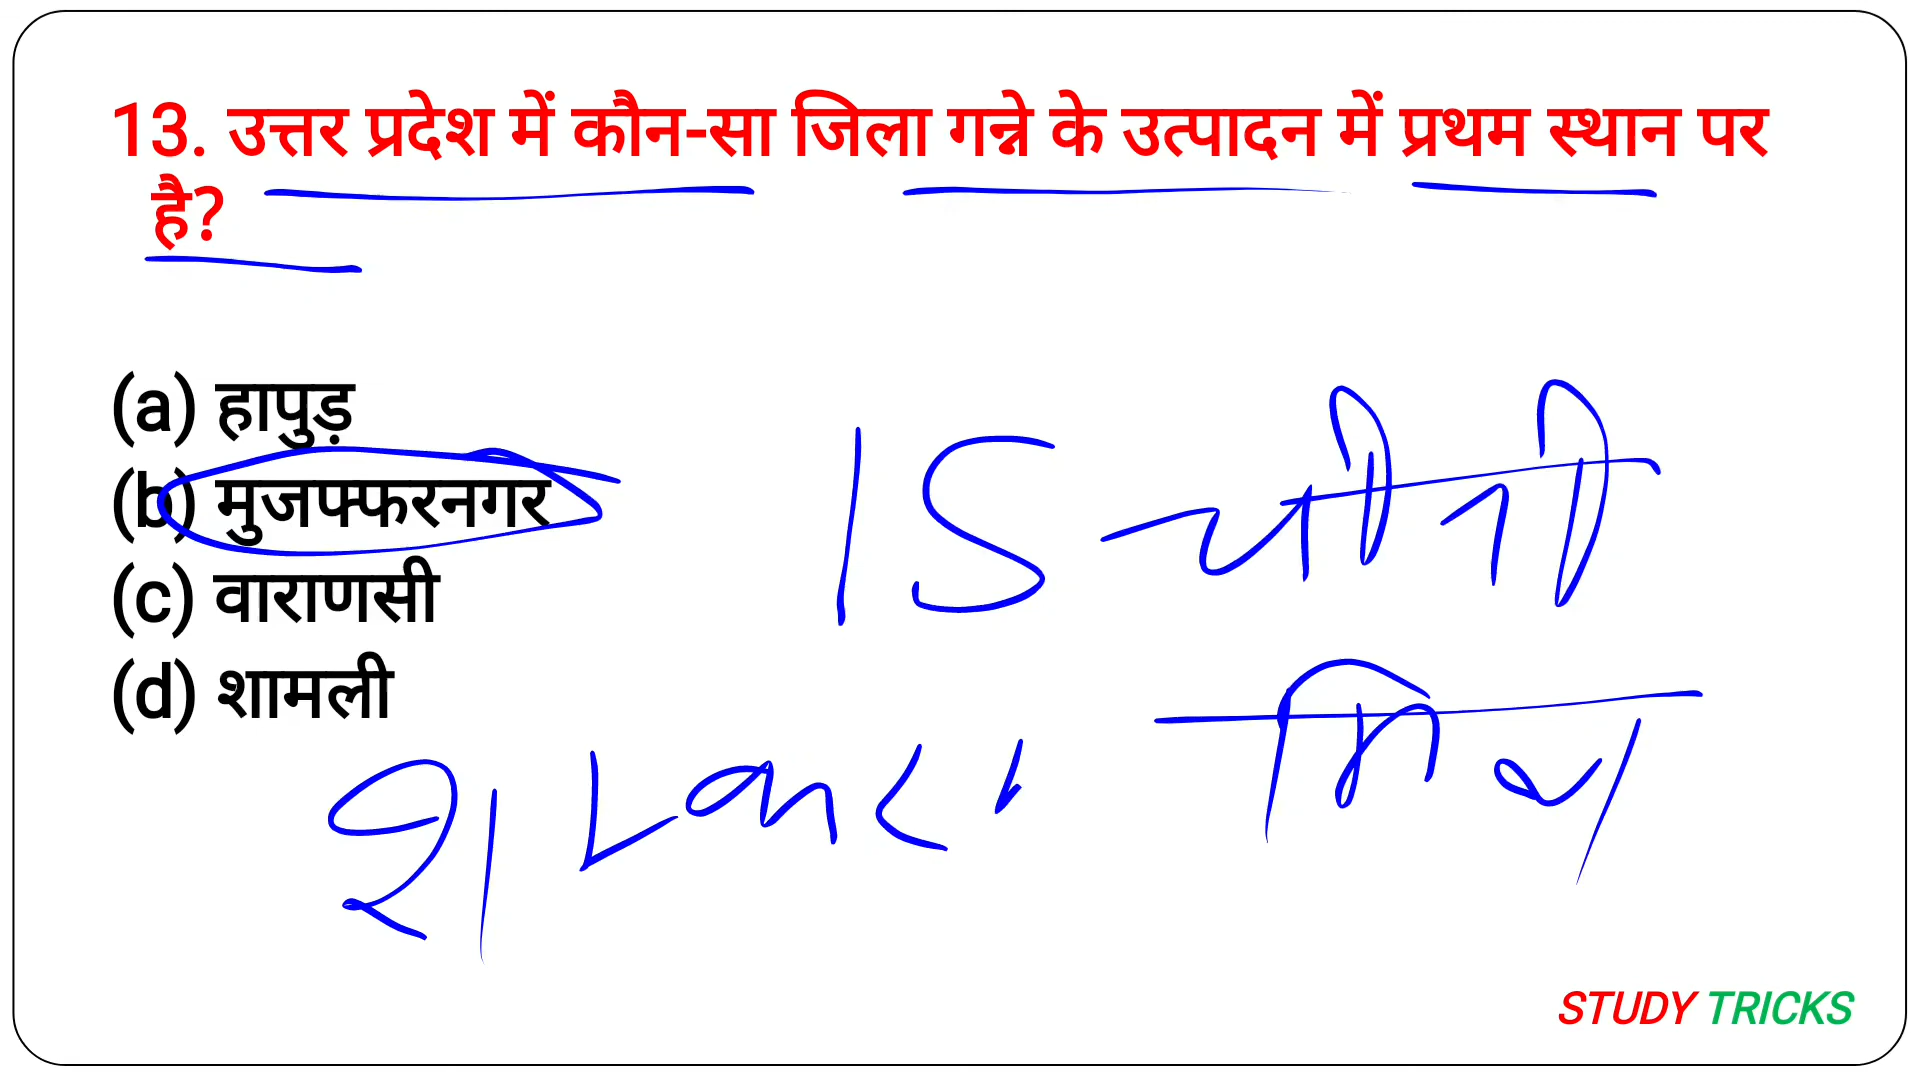 13. उत्तर प्रदेश में कौन-सा जिला गन्ने के उत्पादन में प्रथम स्थान पर
है?
(a) हापुड़
(b) मुजफ्फरनगर
(c) वाराणसी
(d) शामली
चीनी
मिल
STUDY TRICKS